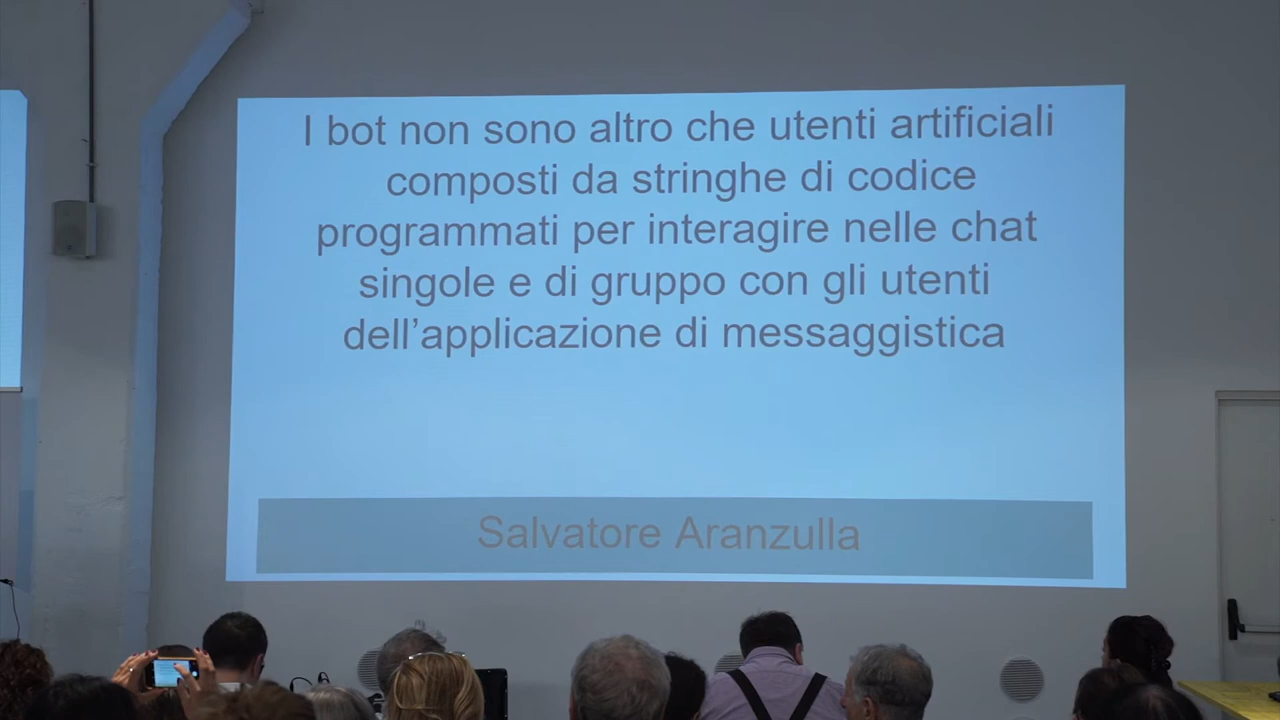 I bot non sono altro che utenti artificiali
composti da stringhe di codice
programmati per interagire nelle chat
singole e di gruppo con gli utenti
dell’applicazione di messaggistica
Salvatore Aranzulla